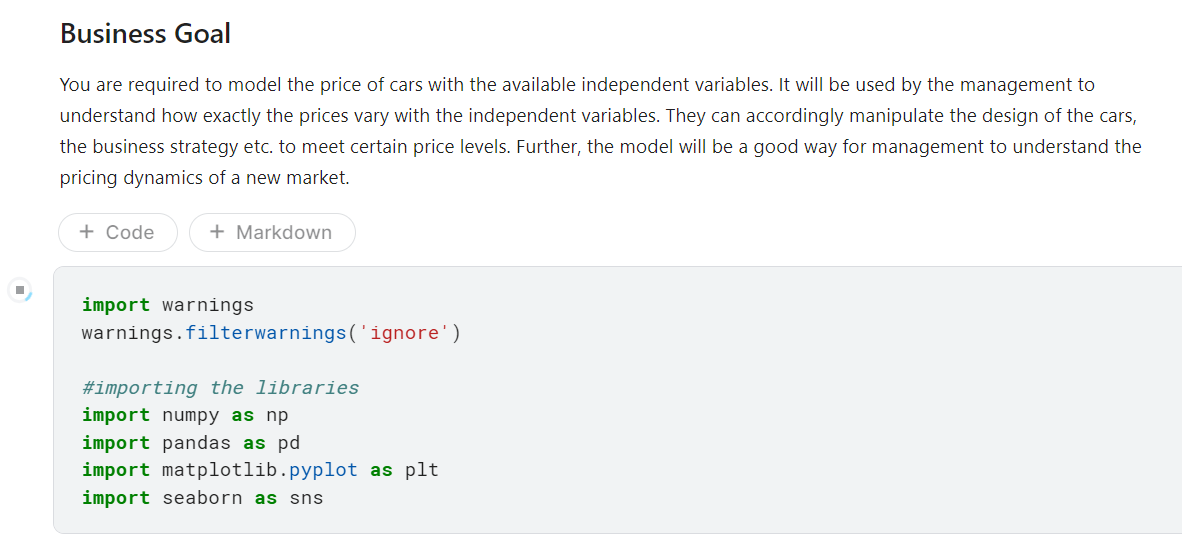 Business Goal
You are required to model the price of cars with the available independent variables. It will be used by the management to
understand how exactly the prices vary with the independent variables. They can accordingly manipulate the design of the cars,
the business strategy etc. to meet certain price levels. Further, the model will be a good way for management to understand the
pricing dynamics of a new market.
+ Code + Markdown
import warnings
warnings.filterwarnings('ignore')
#importing the libraries
import numpy as np
import pandas as pd
import matplotlib.pyplot as plt
import seaborn as sns